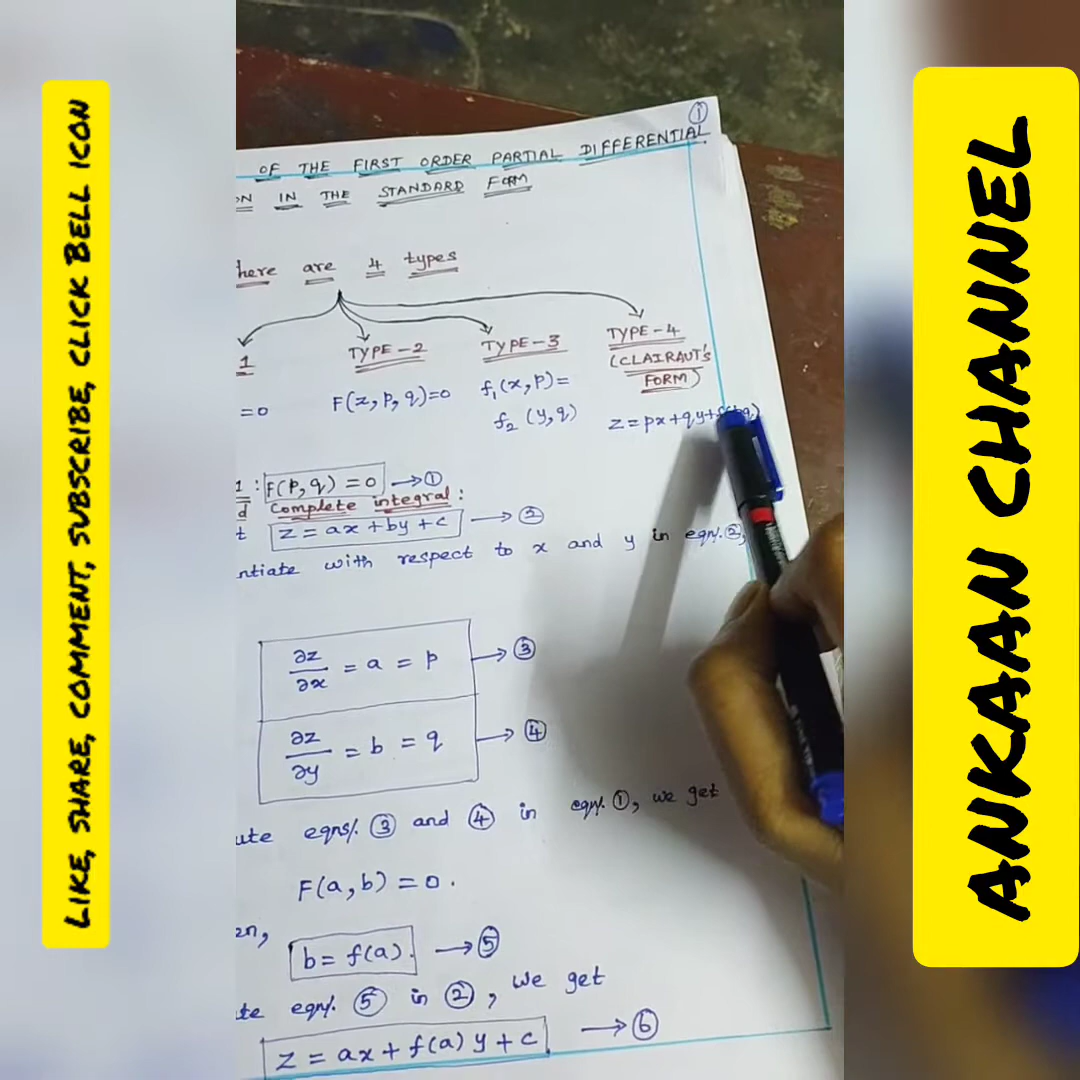 LIKE, SHARE, COMMENT, SUBSCRIBE, CLICK BELL ICON
①
OF THE FIRST ORDER PARTIAL DIFFERENTIAL
ON IN THE STANDARD FORM
here are 4 types
1 TYPE-2 TYPE-3 TYPE-4
(CLAIRAUT'S
FORM)
=0 F(z,p,q)=0 f₁(x,p)=
f₂(y,q) z=px+qy+
1: F(p,q)=0 →①
d Complete integral:
t z=ax+by+c →②
ntiate with respect to x and y in eqn/.②,
∂z/∂x = a = p →③
∂z/∂y = b = q →④
ute eqns/. ③ and ④ in eqn/. ①, we get
F(a,b)=0.
en,
b=f(a). →⑤
te eqn/. ⑤ in ②, we get
z=ax+f(a)y+c →⑥
ANKAAN CHANNEL